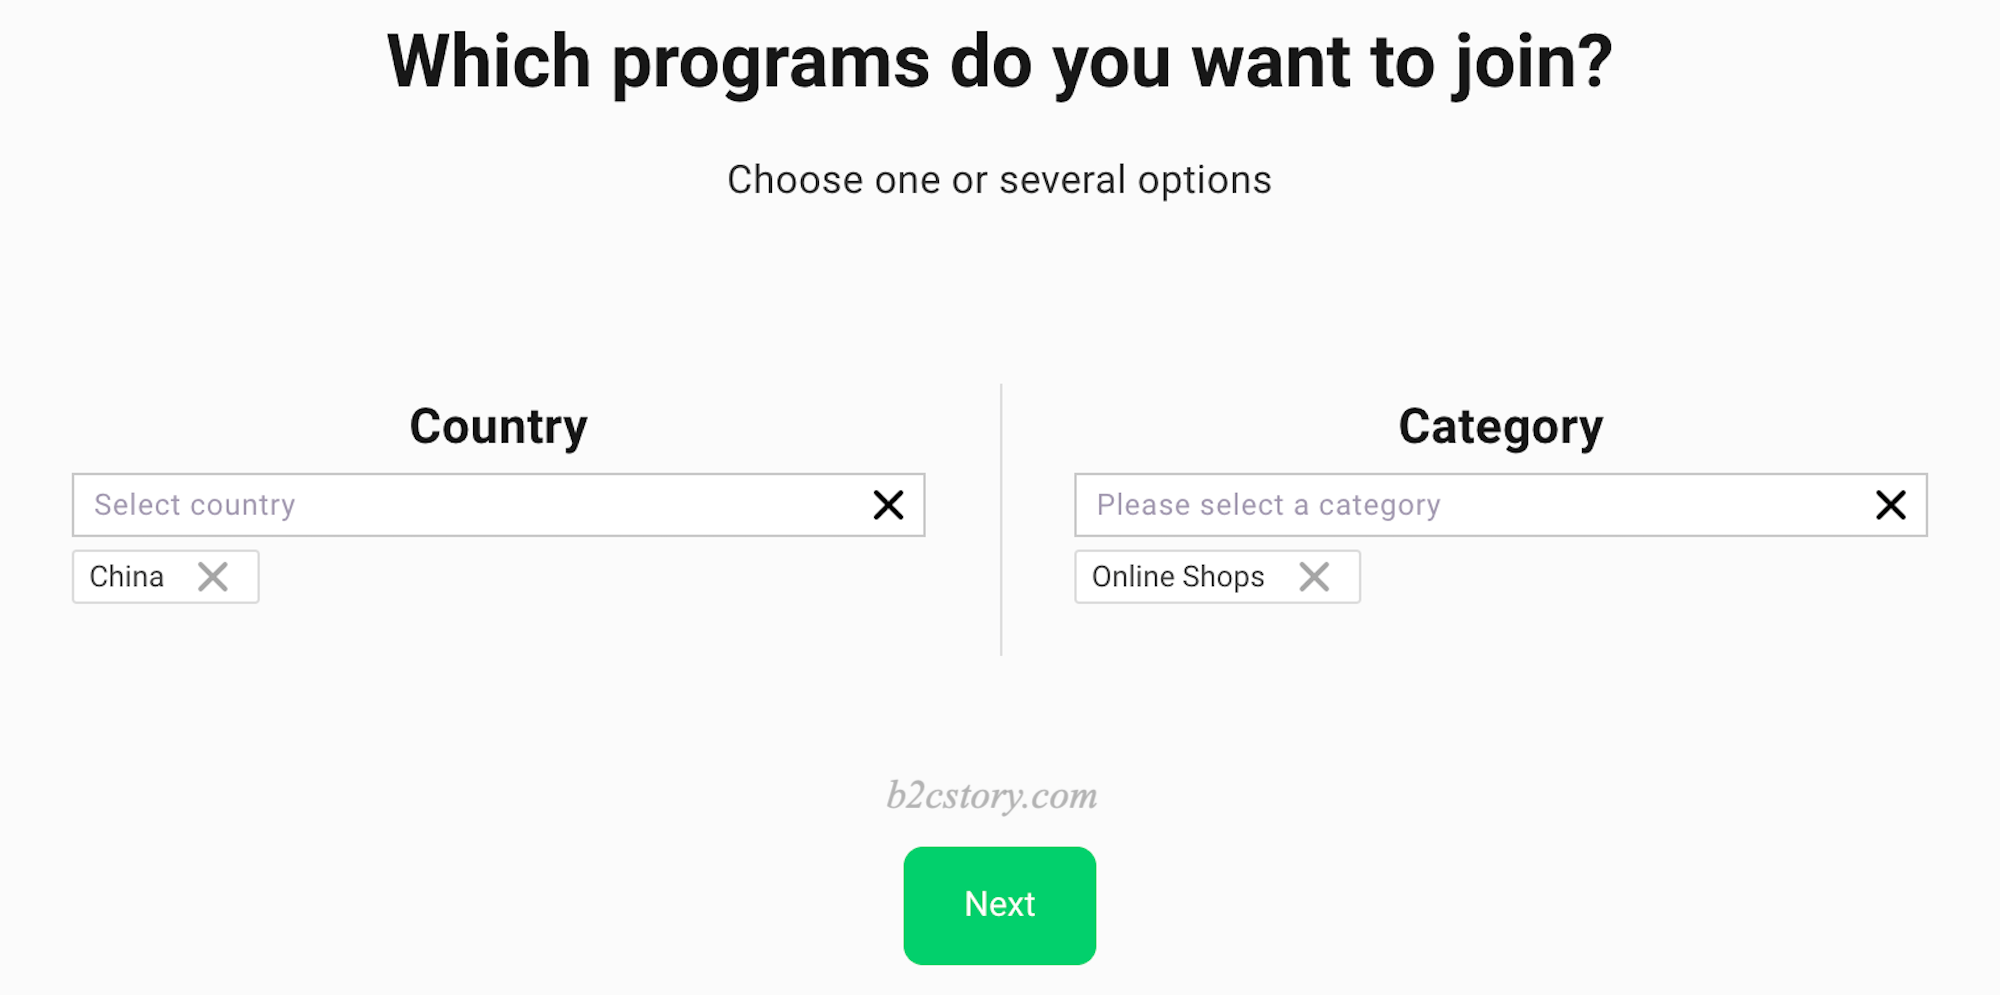 Which programs do you want to join?
Choose one or several options
Country
Select country
China
Category
Please select a category
Online Shops
b2cstory.com
Next